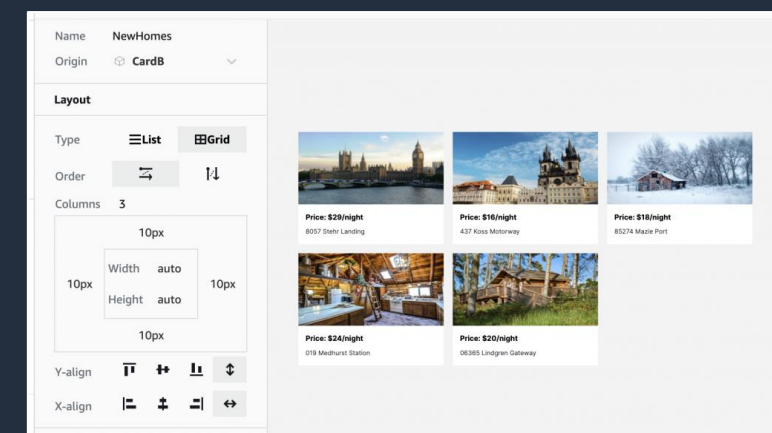 Name NewHomes
Origin CardB
Layout
Type List Grid
Order
Columns 3
10px
10px Width auto 10px
Height auto
10px
Y-align
X-align
Price: $29/night
8057 Stehr Landing
Price: $16/night
437 Koss Motorway
Price: $18/night
85274 Mazie Port
Price: $24/night
019 Medhurst Station
Price: $20/night
06365 Lindgren Gateway